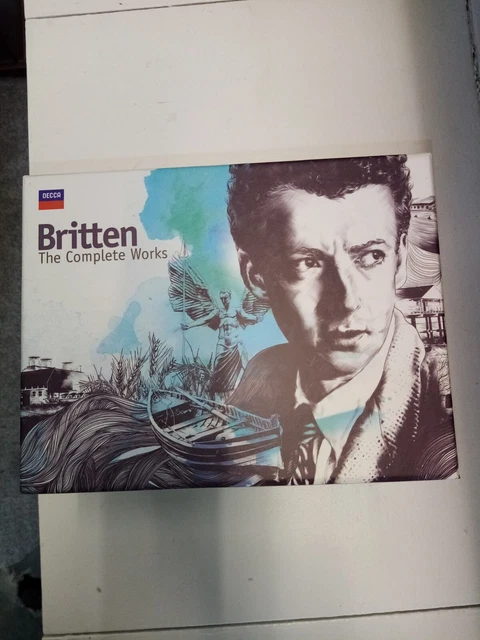 DECCA
Britten
The Complete Works